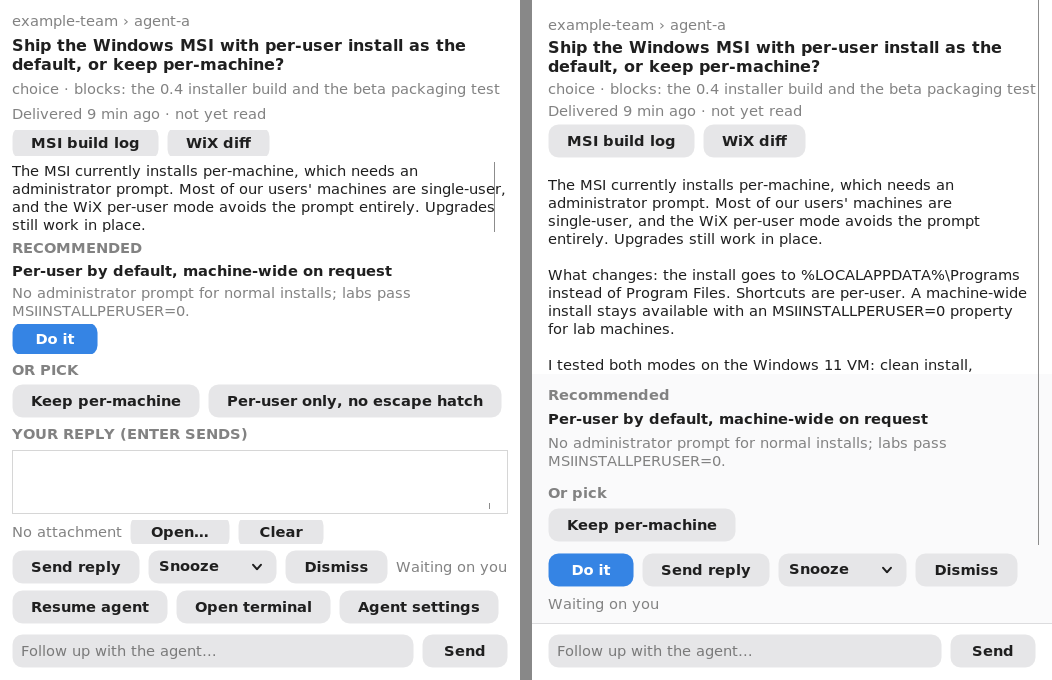 example-team › agent-a
Ship the Windows MSI with per-user install as the
default, or keep per-machine?
choice · blocks: the 0.4 installer build and the beta packaging test
Delivered 9 min ago · not yet read
MSI build log
WiX diff
The MSI currently installs per-machine, which needs an
administrator prompt. Most of our users' machines are single-user,
and the WiX per-user mode avoids the prompt entirely. Upgrades
still work in place.
RECOMMENDED
Per-user by default, machine-wide on request
No administrator prompt for normal installs; labs pass
MSIINSTALLPERUSER=0.
Do it
OR PICK
Keep per-machine
Per-user only, no escape hatch
YOUR REPLY (ENTER SENDS)
No attachment
Open...
Clear
Send reply
Snooze
Dismiss
Waiting on you
Resume agent
Open terminal
Agent settings
Follow up with the agent...
Send
example-team › agent-a
Ship the Windows MSI with per-user install as the
default, or keep per-machine?
choice · blocks: the 0.4 installer build and the beta packaging test
Delivered 9 min ago · not yet read
MSI build log
WiX diff
The MSI currently installs per-machine, which needs an
administrator prompt. Most of our users' machines are
single-user, and the WiX per-user mode avoids the prompt
entirely. Upgrades still work in place.
What changes: the install goes to %LOCALAPPDATA%\Programs
instead of Program Files. Shortcuts are per-user. A machine-wide
install stays available with an MSIINSTALLPERUSER=0 property
for lab machines.
I tested both modes on the Windows 11 VM: clean install,
Recommended
Per-user by default, machine-wide on request
No administrator prompt for normal installs; labs pass
MSIINSTALLPERUSER=0.
Or pick
Keep per-machine
Do it
Send reply
Snooze
Dismiss
Waiting on you
Follow up with the agent...
Send